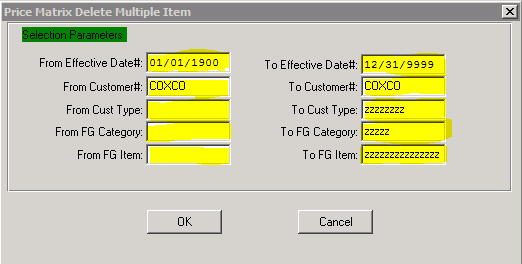 Price Matrix Delete Multiple Item
Selection Parameters
From Effective Date#: 01/01/1900 To Effective Date#: 12/31/9999
From Customer#: COXCO To Customer#: COXCO
From Cust Type: To Cust Type: zzzzzzzz
From FG Category: To FG Category: zzzzz
From FG Item: To FG Item: zzzzzzzzzzzzzzz
OK Cancel